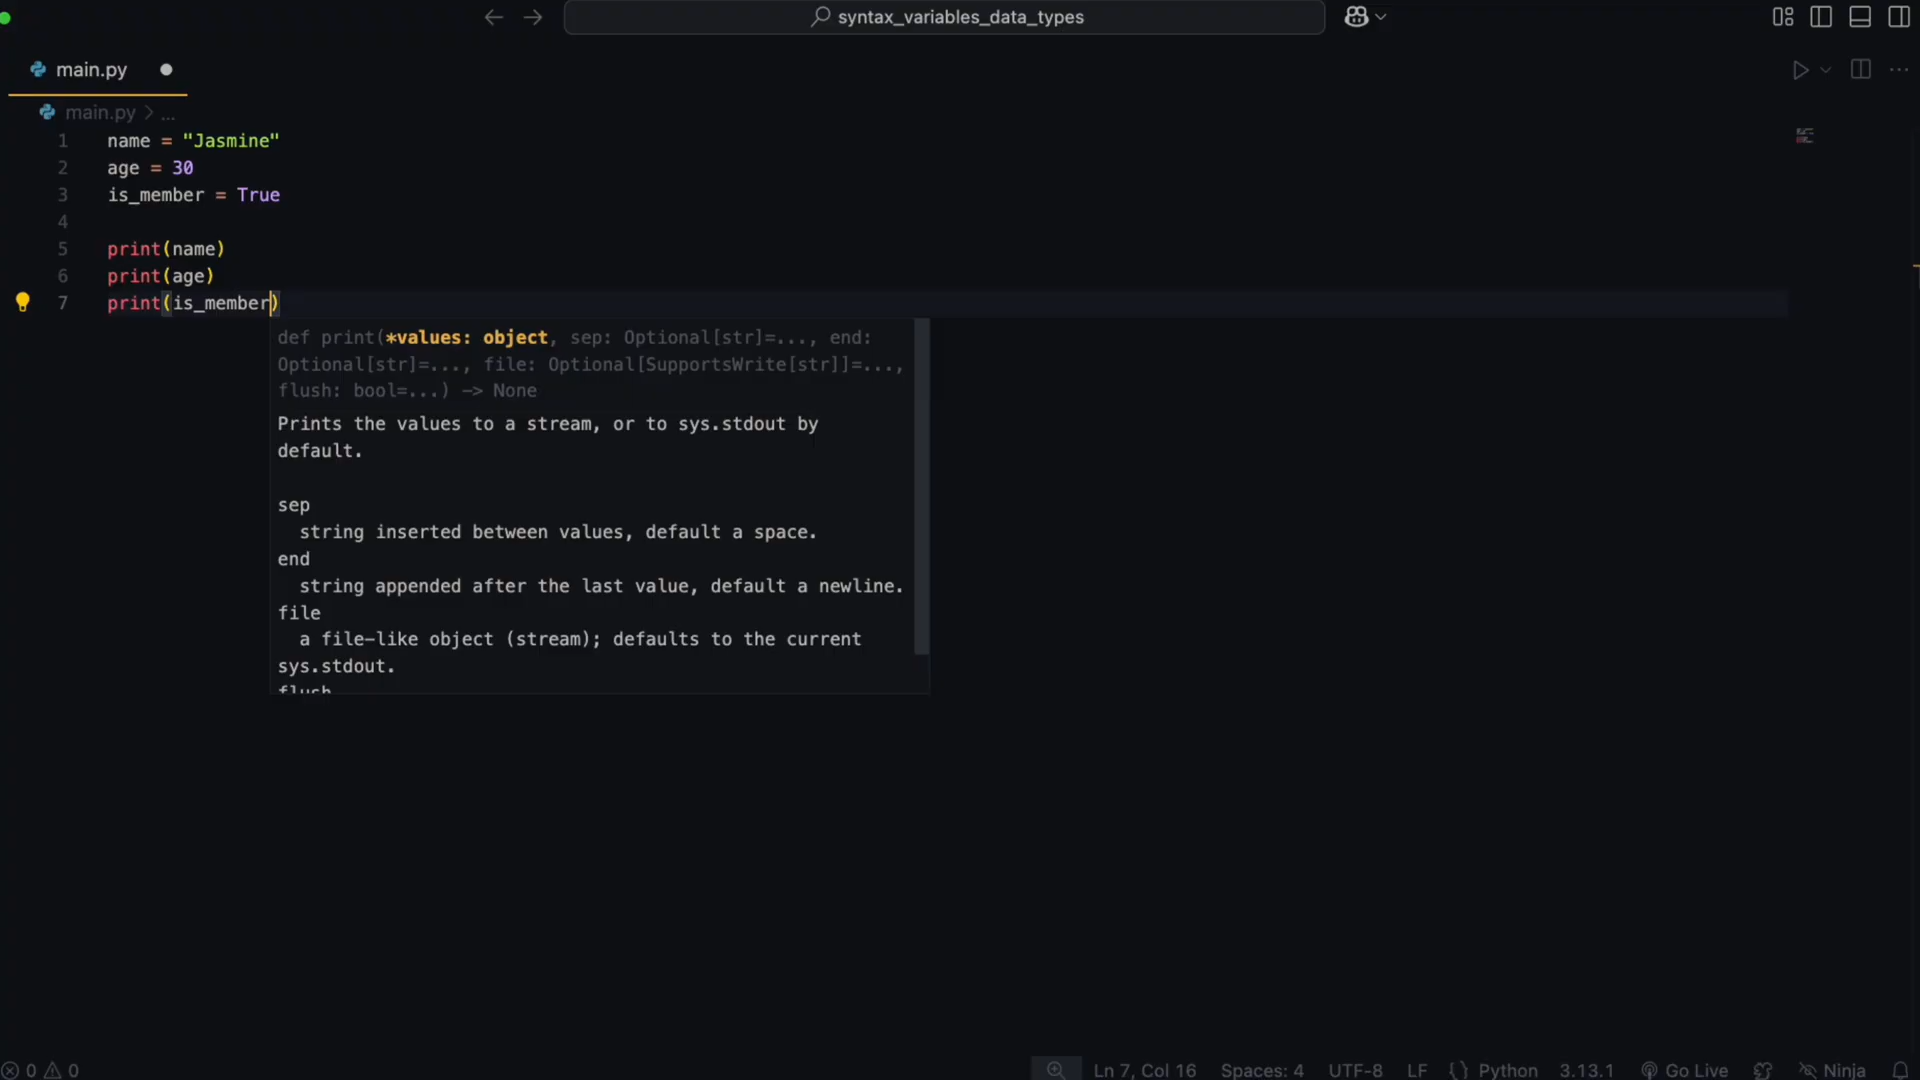 syntax_variables_data_types
main.py
main.py > ...
1 name = "Jasmine"
2 age = 30
3 is_member = True
4
5 print(name)
6 print(age)
7 print(is_member)
def print(*values: object, sep: Optional[str]=..., end:
Optional[str]=..., file: Optional[SupportsWrite[str]]=...,
flush: bool=...) -> None
Prints the values to a stream, or to sys.stdout by
default.
sep
string inserted between values, default a space.
end
string appended after the last value, default a newline.
file
a file-like object (stream); defaults to the current
sys.stdout.
flush
0 0 Ln 7, Col 16 Spaces: 4 UTF-8 LF {} Python 3.13.1 Go Live Ninja